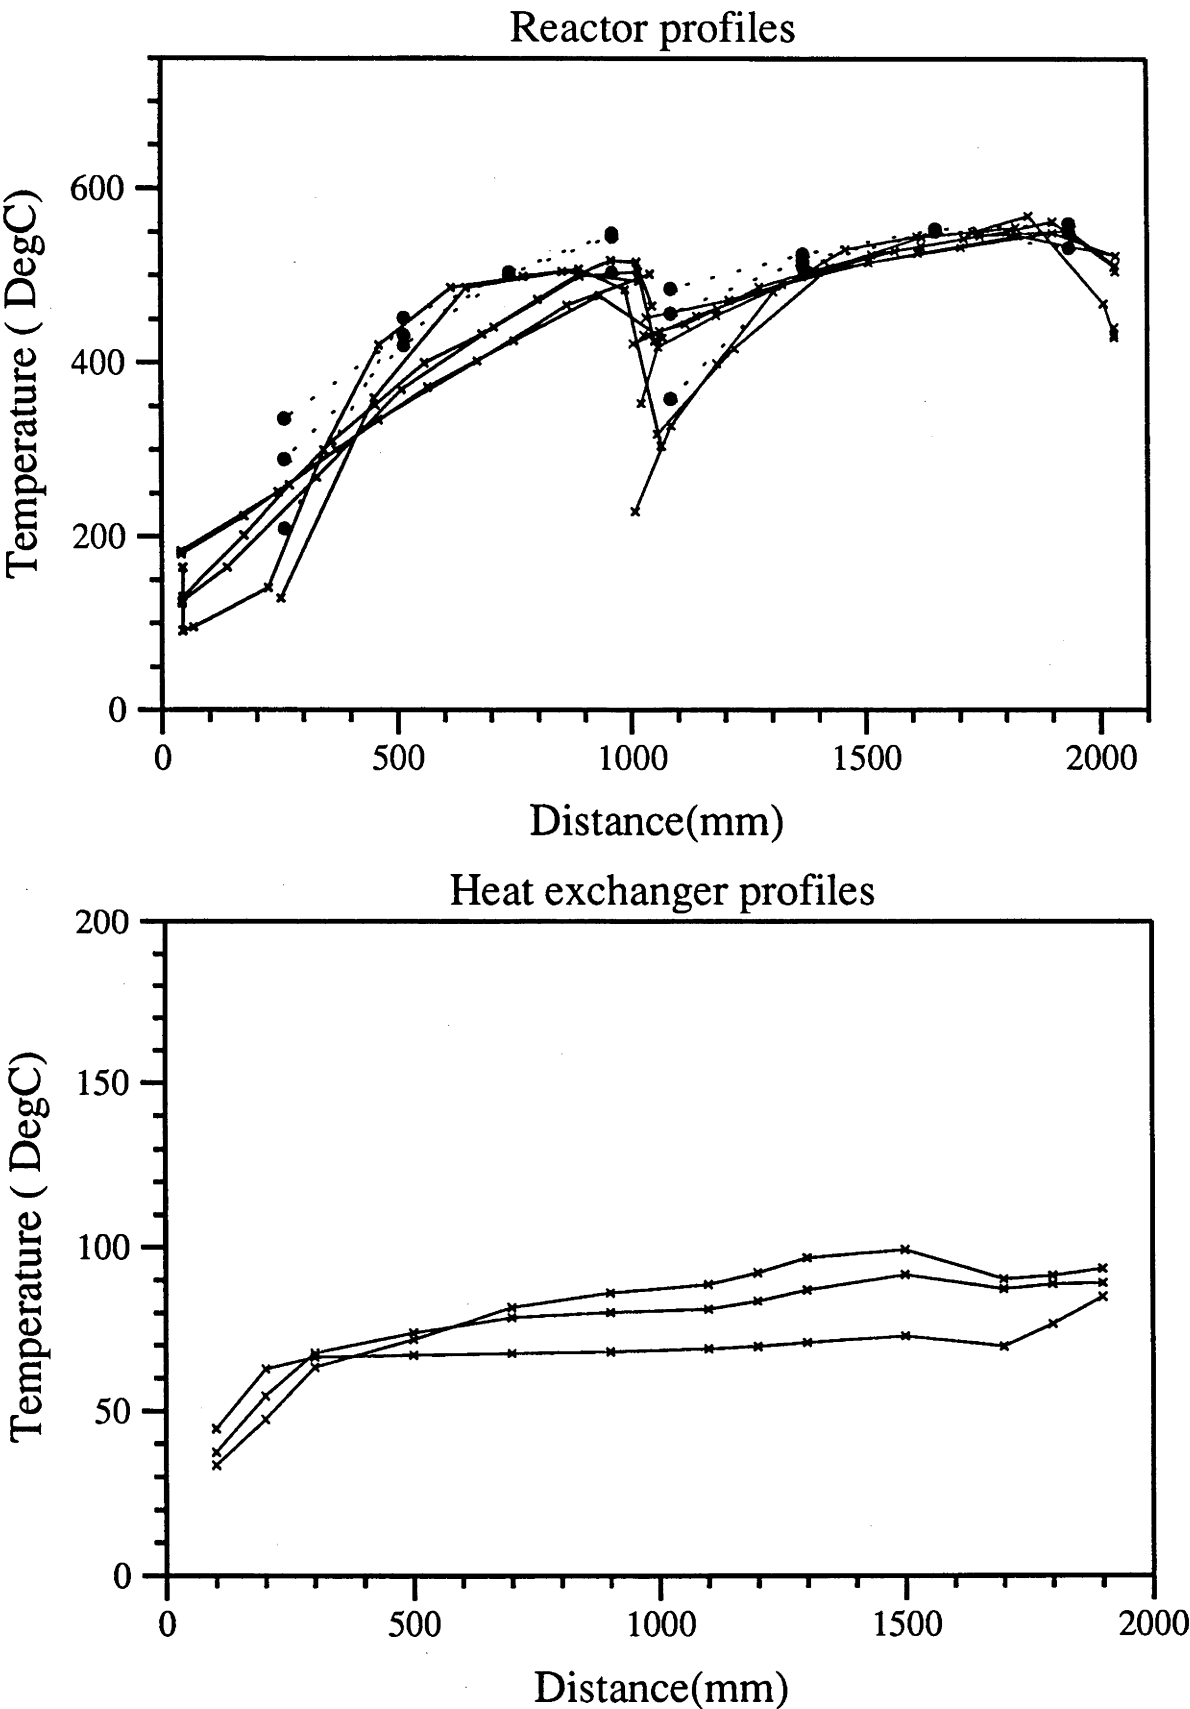 Reactor profiles
Temperature ( DegC)
600
400
200
0
0 500 1000 1500 2000
Distance(mm)
Heat exchanger profiles
Temperature ( DegC)
200
150
100
50
0
0 500 1000 1500 2000
Distance(mm)